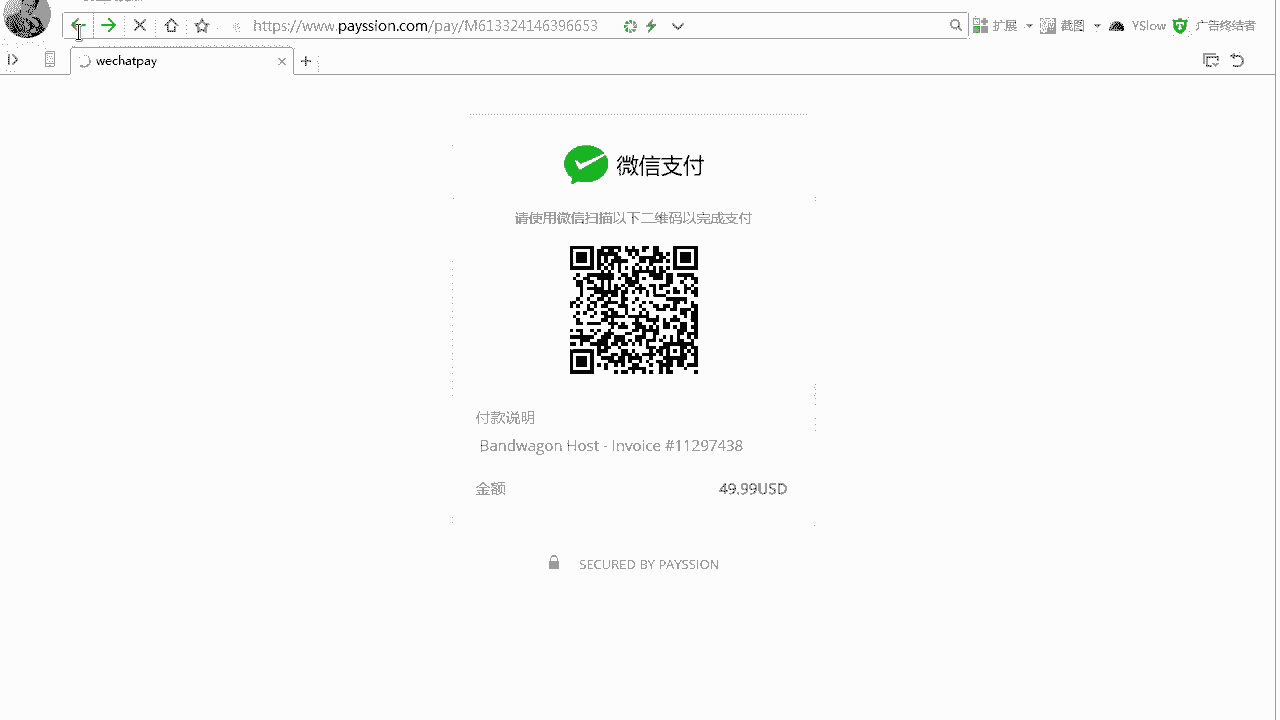 https://www.payssion.com/pay/M613324146396653
扩展
截图
YSlow
广告终结者
wechatpay
微信支付
请使用微信扫描以下二维码以完成支付
付款说明
Bandwagon Host - Invoice #11297438
金额 49.99USD
SECURED BY PAYSSION